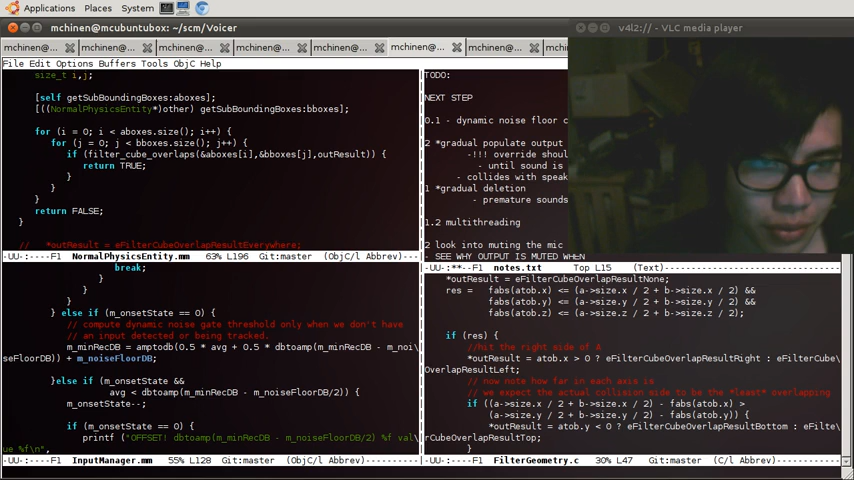 Applications Places System
mchinen@mcubuntubox: ~/scm/Voicer
v4l2:// - VLC media player
mchinen@... mchinen@... mchinen@... mchinen@... mchinen@... mchinen@... mchinen@...
File Edit Options Buffers Tools ObjC Help
size_t i,j;
[self getSubBoundingBoxes:aboxes];
[((NormalPhysicsEntity*)other) getSubBoundingBoxes:bboxes];
for (i = 0; i < aboxes.size(); i++) {
for (j = 0; j < bboxes.size(); j++) {
if (filter_cube_overlaps(&aboxes[i],&bboxes[j],outResult)) {
return TRUE;
}
}
}
return FALSE;
}
// *outResult = eFilterCubeOverlapResultEverywhere;
-UU-:----F1 NormalPhysicsEntity.mm 63% L196 Git:master (ObjC/l Abbrev)
break;
}
}
}
} else if (m_onsetState == 0) {
// compute dynamic noise gate threshold only when we don't have
// an input detected or being tracked.
m_minRecDB = amptodb(0.5 * avg + 0.5 * dbtoamp(m_minRecDB - m_noi\
seFloorDB)) + m_noiseFloorDB;
}else if (m_onsetState &&
avg < dbtoamp(m_minRecDB - m_noiseFloorDB/2)) {
m_onsetState--;
if (m_onsetState == 0) {
printf ("OFFSET! dbtoamp(m_minRecDB - m_noiseFloorDB/2) %f val\
ue %f\n",
-UU-:----F1 InputManager.mm 55% L128 Git:master (ObjC/l Abbrev)
TODO:
NEXT STEP
0.1 - dynamic noise floor c
2 *gradual populate output
-!!! override shoul
- until sound is
- collides with speak
1 *gradual deletion
- premature sounds
1.2 multithreading
2 look into muting the mic
- SEE WHY OUTPUT IS MUTED WHEN
-UU-:**--F1 notes.txt Top L15 (Text)
*outResult = eFilterCubeOverlapResultNone;
res = fabs(atob.x) <= (a->size.x / 2 + b->size.x / 2) &&
fabs(atob.y) <= (a->size.y / 2 + b->size.y / 2) &&
fabs(atob.z) <= (a->size.z / 2 + b->size.z / 2);
if (res) {
//hit the right side of A
*outResult = atob.x > 0 ? eFilterCubeOverlapResultRight : eFilterCube\
OverlapResultLeft;
// now note how far in each axis is
// we expect the actual collision side to be the *least* overlapping
if ((a->size.x / 2 + b->size.x / 2) - fabs(atob.x) >
(a->size.y / 2 + b->size.y / 2) - fabs(atob.y)) {
*outResult = atob.y < 0 ? eFilterCubeOverlapResultBottom : eFilte\
rCubeOverlapResultTop;
}
-UU-:----F1 FilterGeometry.c 30% L47 Git:master (C/l Abbrev)